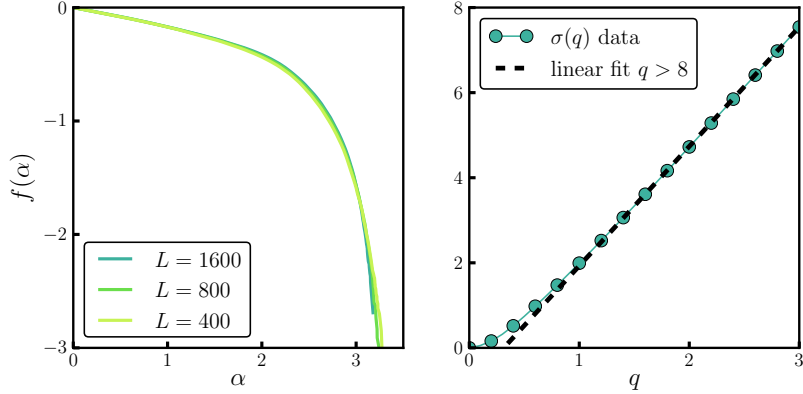 0
−1
−2
−3
f(α)
0
1
2
3
α
L = 1600
L = 800
L = 400
8
6
4
2
0
0
1
2
3
q
σ(q) data
linear fit q > 8